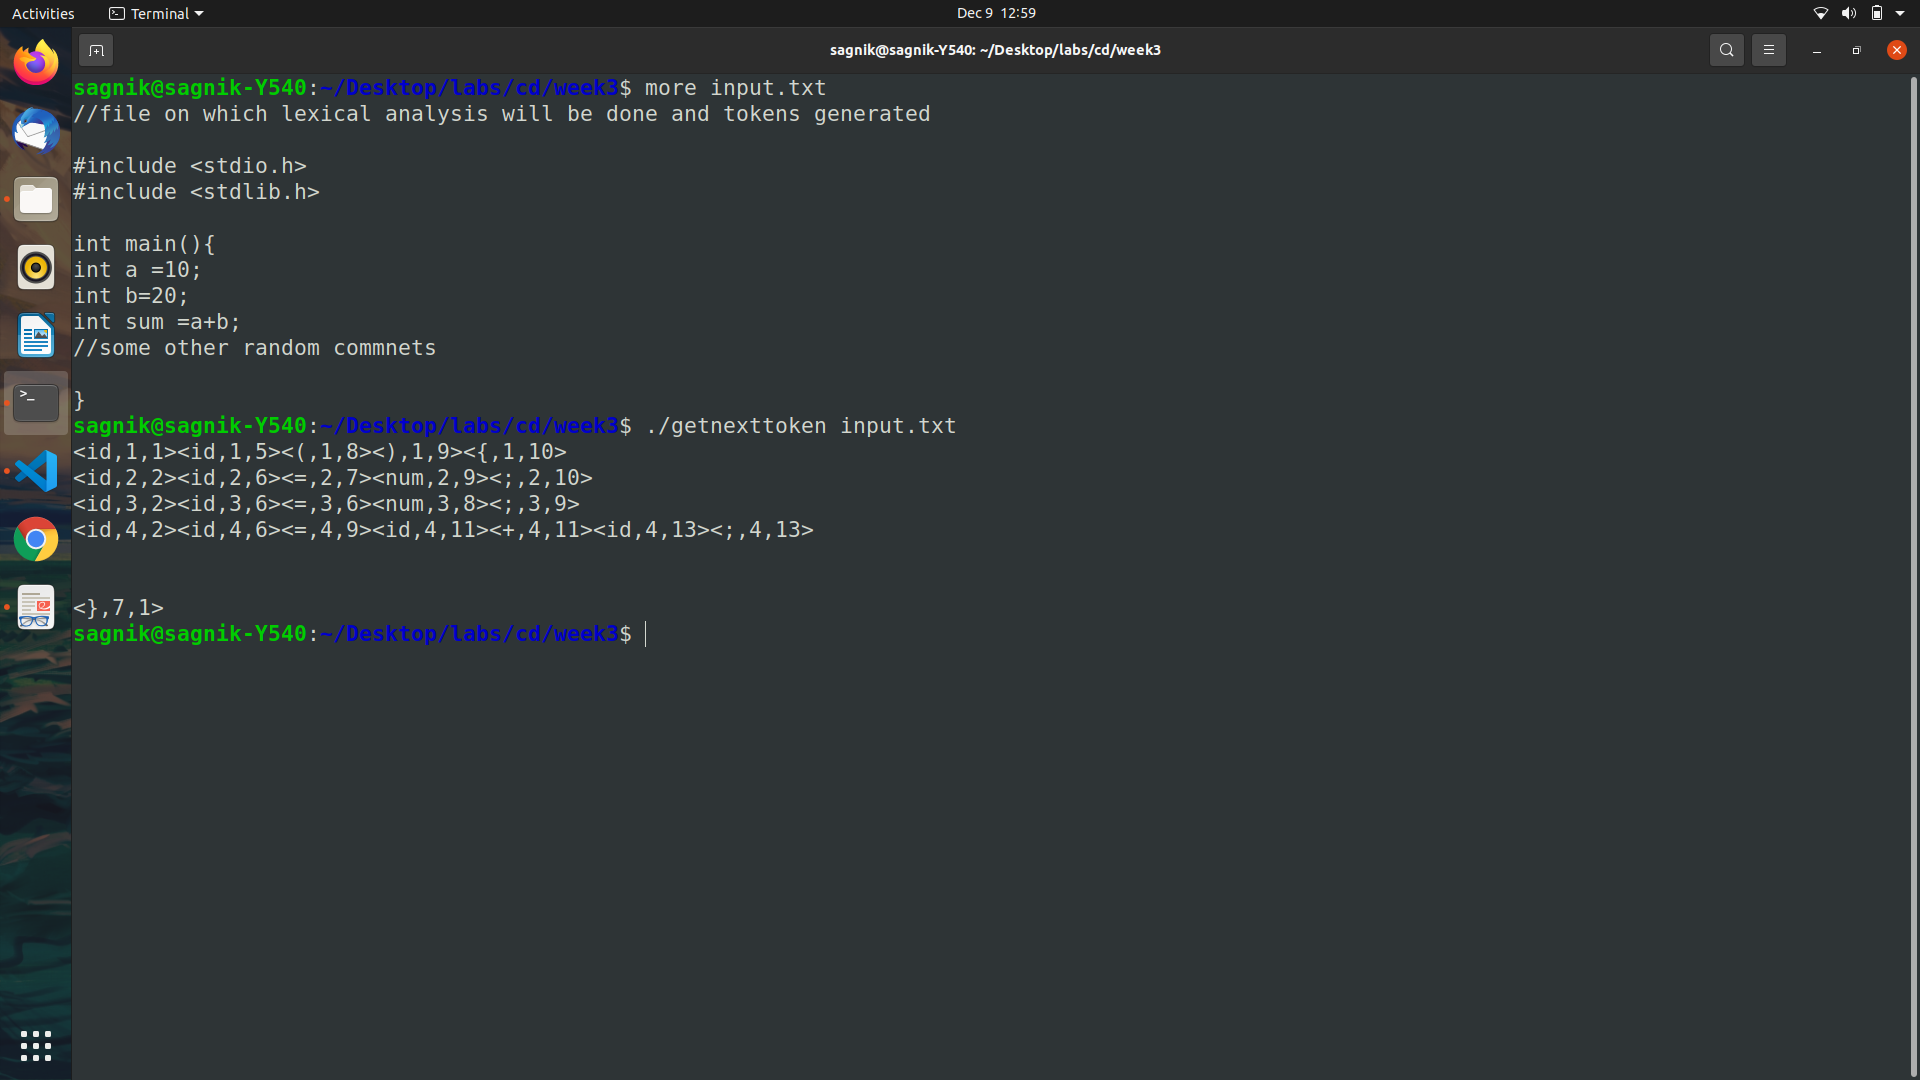 Activities
Terminal
Dec 9 12:59
sagnik@sagnik-Y540: ~/Desktop/labs/cd/week3
sagnik@sagnik-Y540:~/Desktop/labs/cd/week3$ more input.txt
//file on which lexical analysis will be done and tokens generated
#include <stdio.h>
#include <stdlib.h>
int main(){
int a =10;
int b=20;
int sum =a+b;
//some other random commnets
}
sagnik@sagnik-Y540:~/Desktop/labs/cd/week3$ ./getnexttoken input.txt
<id,1,1><id,1,5><(,1,8><),1,9><{,1,10>
<id,2,2><id,2,6><=,2,7><num,2,9><;,2,10>
<id,3,2><id,3,6><=,3,6><num,3,8><;,3,9>
<id,4,2><id,4,6><=,4,9><id,4,11><+,4,11><id,4,13><;,4,13>
<},7,1>
sagnik@sagnik-Y540:~/Desktop/labs/cd/week3$